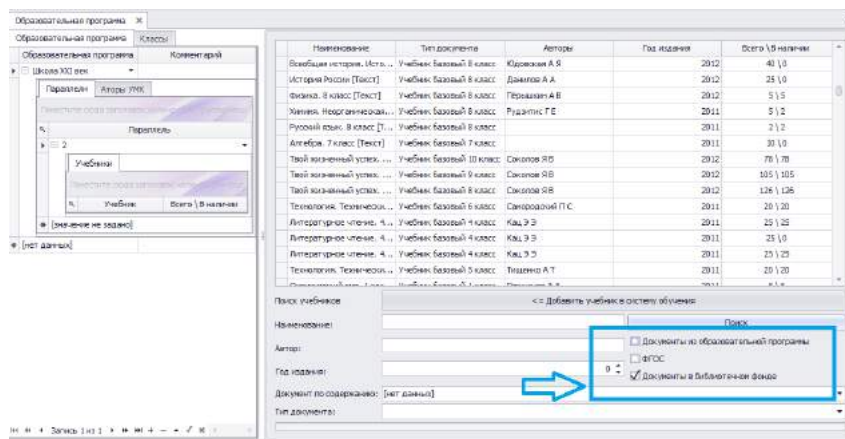 Образовательная программа ×
Образовательная программа Классы
Образовательная программа Комментарий
Школа XXI век
Параллели Авторы УМК
Параллель
2
Учебники
Учебник Всего \ В наличии
[значение не задано]
[нет данных]
Запись 1 из 1
Наименование Тип документа Авторы Год издания Всего \ В наличии
Всеобщая история. Исто... Учебник базовый 8 класс Юдовская А Я 2012 40 \ 0
История России [Текст] Учебник базовый 8 класс Данилов А А 2012 25 \ 0
Физика. 8 класс [Текст] Учебник базовый 8 класс Пёрышкин А В 2012 5 \ 5
Химия. Неорганическая... Учебник базовый 8 класс Рудзитис Г Е 2011 5 \ 2
Русский язык. 8 класс [Т... Учебник базовый 8 класс 2011 2 \ 2
Алгебра. 7 класс [Текст] Учебник базовый 7 класс 2011 10 \ 0
Твой жизненный успех. ... Учебник базовый 10 класс Соколов Я В 2012 78 \ 78
Твой жизненный успех. ... Учебник базовый 9 класс Соколов Я В 2012 105 \ 105
Твой жизненный успех. ... Учебник базовый 8 класс Соколов Я В 2012 126 \ 126
Технология. Технически... Учебник базовый 6 класс Самородский П С 2011 20 \ 20
Литературное чтение. 4... Учебник базовый 4 класс Кац Э Э 2011 25 \ 25
Литературное чтение. 4... Учебник базовый 4 класс Кац Э Э 2011 25 \ 0
Литературное чтение. 4... Учебник базовый 4 класс Кац Э Э 2011 25 \ 25
Технология. Технически... Учебник базовый 5 класс Тищенко А Т 2011 20 \ 20
Поиск учебников <= Добавить учебник в систему обучения
Наименование: Поиск
Документы из образовательной программы
Автор:
ФГОС
Год издания: 0 Документы в библиотечном фонде
Документ по содержанию: [нет данных]
Тип документа: